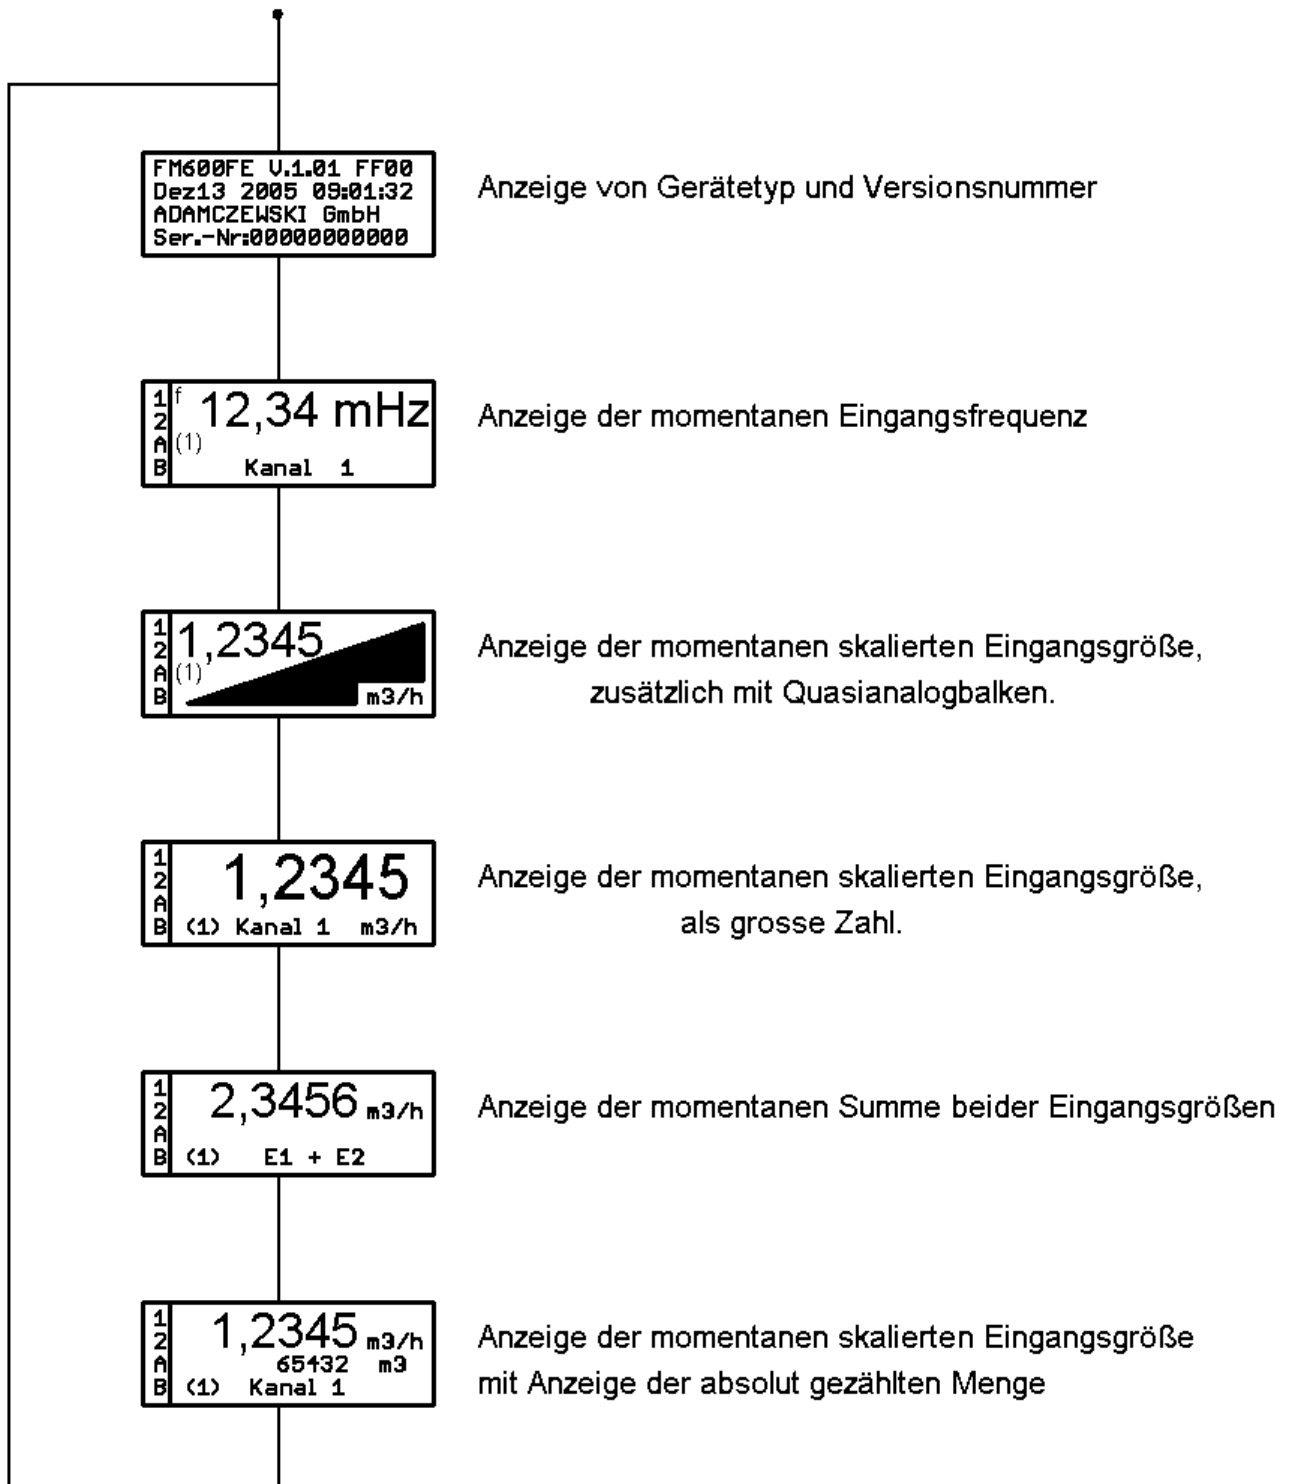 FM600FE V.1.01 FF00
Dez13 2005 09:01:32
ADAMCZEWSKI GmbH
Ser.-Nr:00000000000
Anzeige von Gerätetyp und Versionsnummer
1
2
A
B
f 12,34 mHz
(1)
Kanal 1
Anzeige der momentanen Eingangsfrequenz
1
2
A
B
1,2345
(1)
m3/h
Anzeige der momentanen skalierten Eingangsgröße,
zusätzlich mit Quasianalogbalken.
1
2
A
B
1,2345
(1) Kanal 1 m3/h
Anzeige der momentanen skalierten Eingangsgröße,
als grosse Zahl.
1
2
A
B
2,3456 m3/h
(1) E1 + E2
Anzeige der momentanen Summe beider Eingangsgrößen
1
2
A
B
1,2345 m3/h
65432 m3
(1) Kanal 1
Anzeige der momentanen skalierten Eingangsgröße
mit Anzeige der absolut gezählten Menge